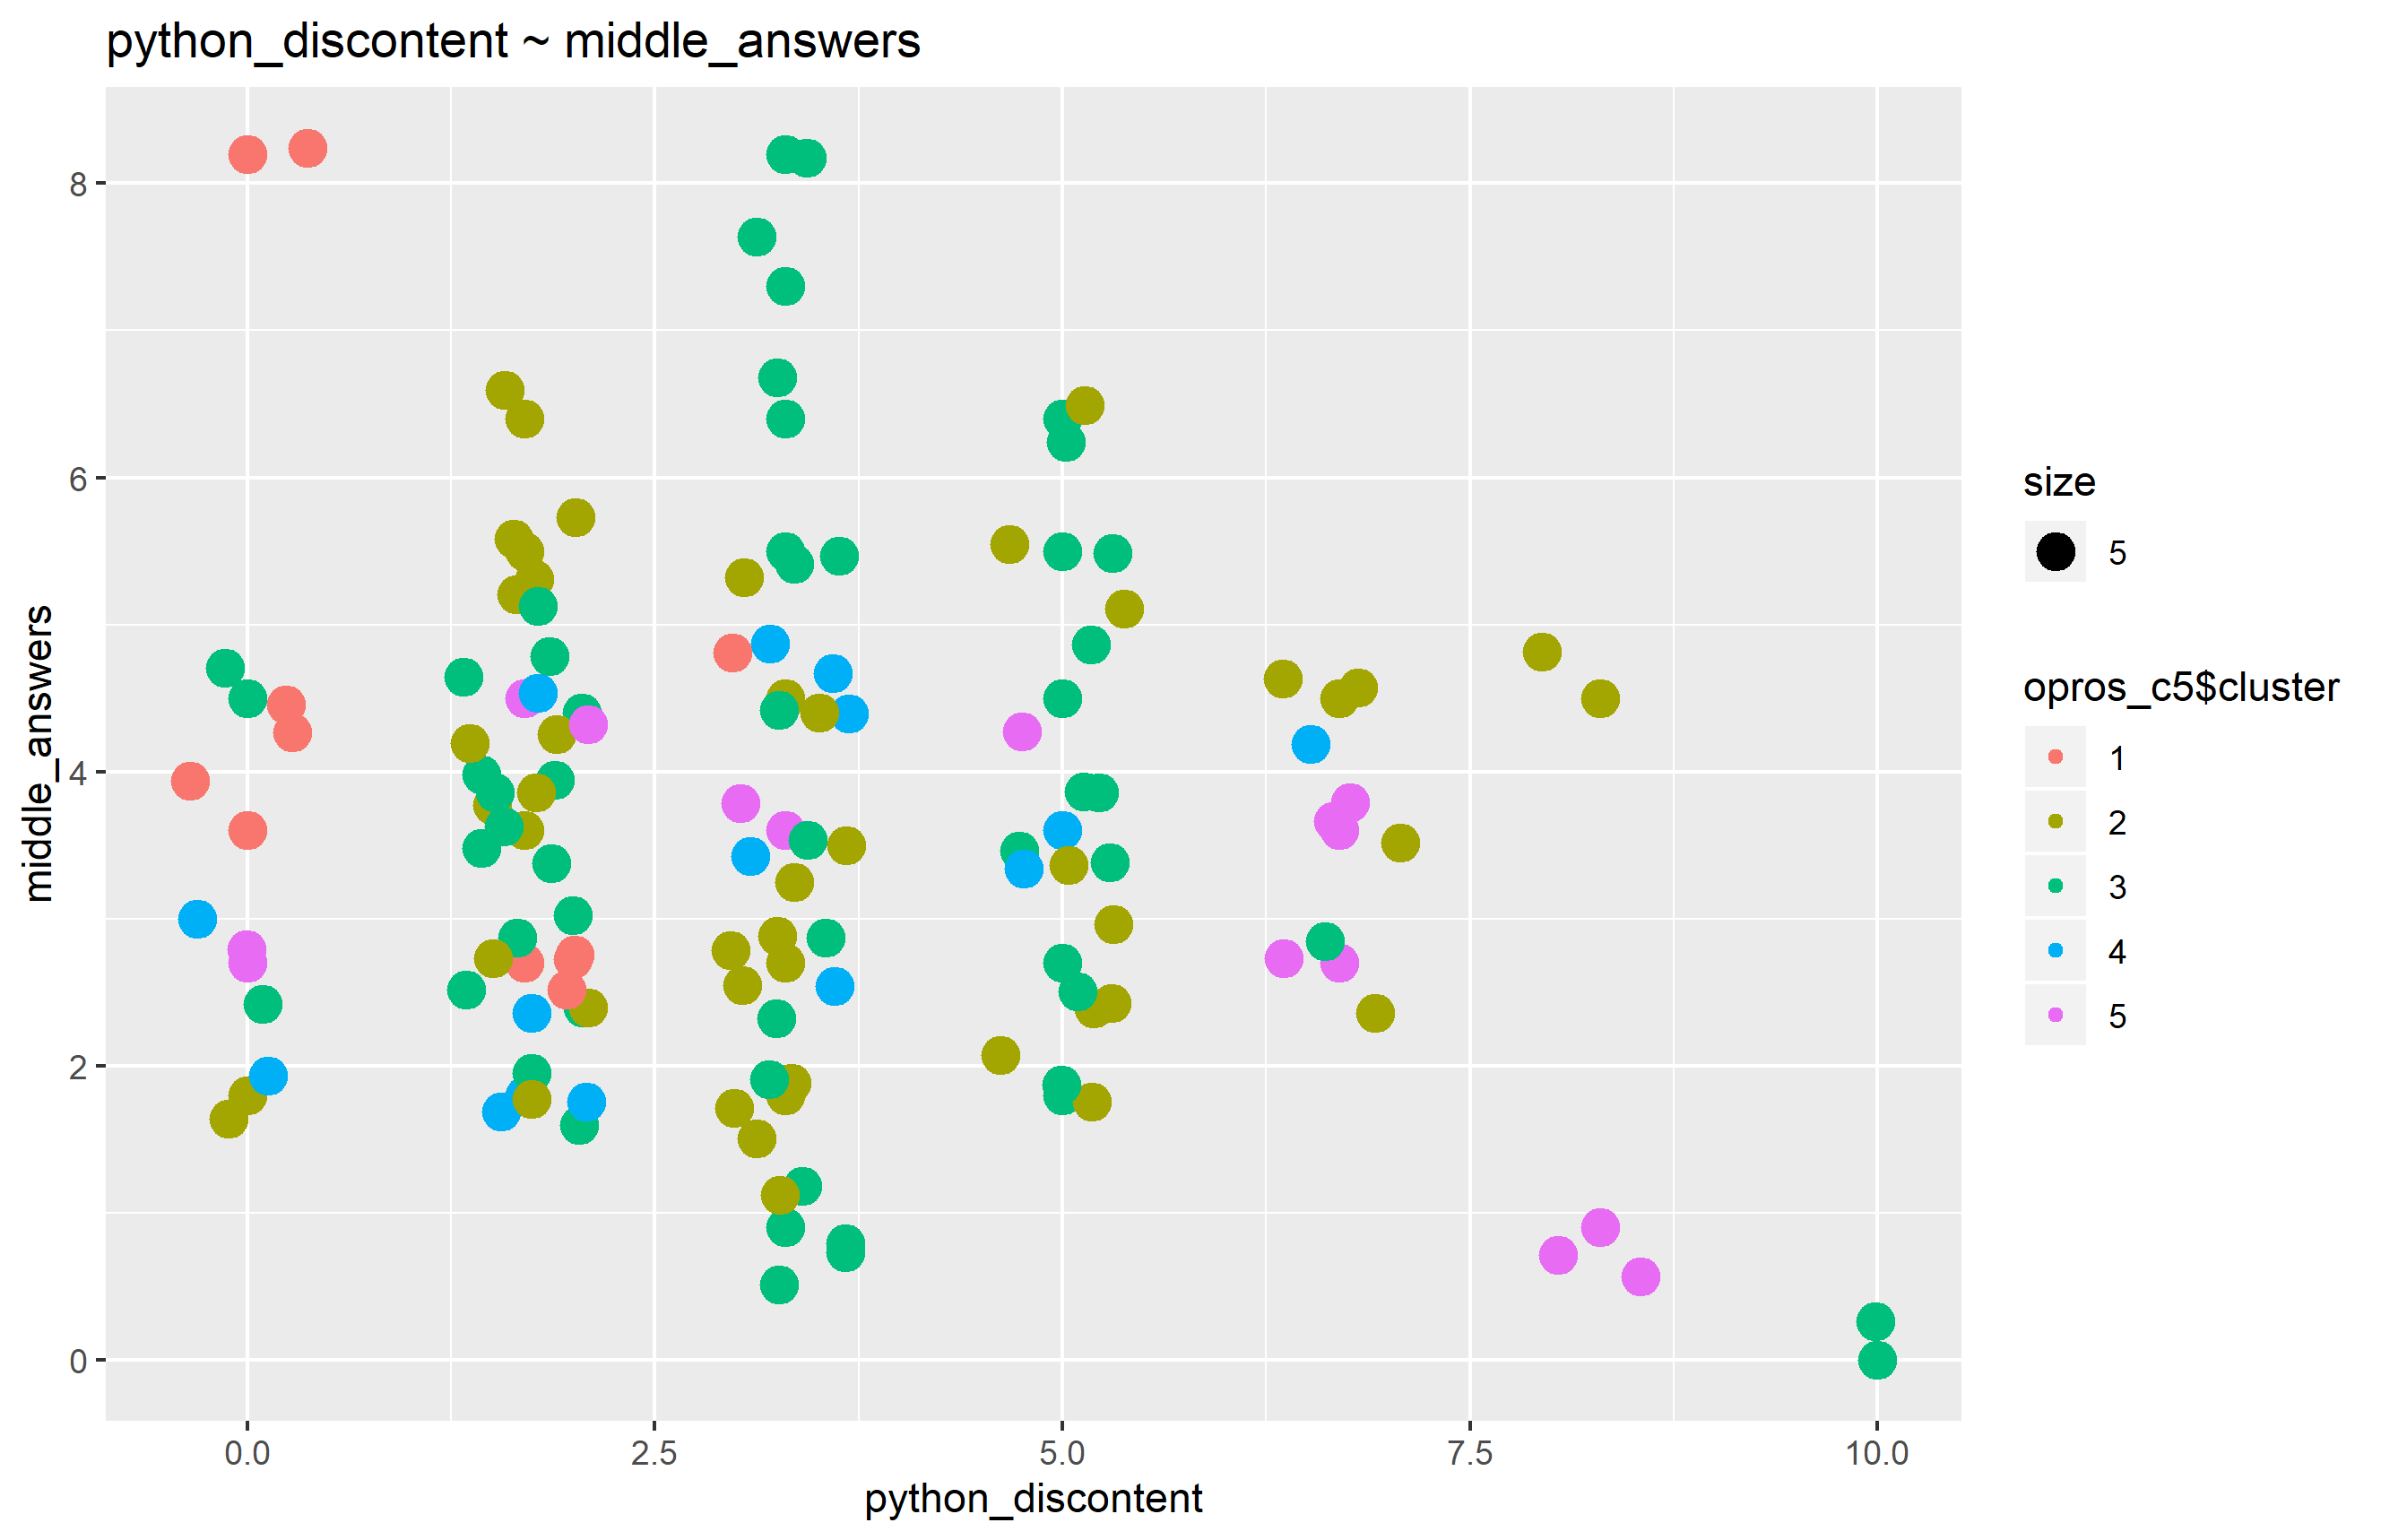 python_discontent ~ middle_answers
8
6
4
2
0
middle_answers
0.0 2.5 5.0 7.5 10.0
python_discontent
size
5
opros_c5$cluster
1
2
3
4
5